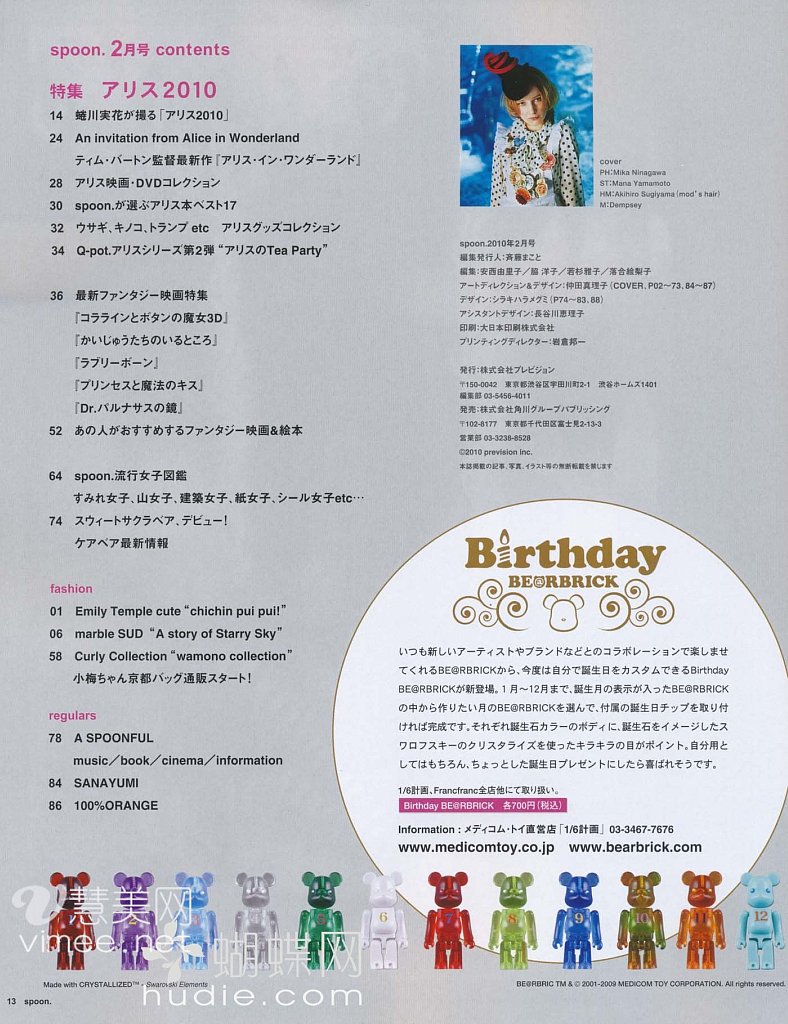 spoon. 2月号 contents
特集 アリス2010
14 蜷川実花が撮る「アリス2010」
24 An invitation from Alice in Wonderland
ティム・バートン監督最新作『アリス・イン・ワンダーランド』
28 アリス映画・DVDコレクション
30 spoon.が選ぶアリス本ベスト17
32 ウサギ、キノコ、トランプ etc アリスグッズコレクション
34 Q-pot.アリスシリーズ第2弾 “アリスのTea Party”
36 最新ファンタジー映画特集
『コララインとボタンの魔女3D』
『かいじゅうたちのいるところ』
『ラブリーボーン』
『プリンセスと魔法のキス』
『Dr.パルナサスの鏡』
52 あの人がおすすめするファンタジー映画&絵本
64 spoon.流行女子図鑑
すみれ女子、山女子、建築女子、紙女子、シール女子etc…
74 スウィートサクラベア、デビュー！
ケアベア最新情報
fashion
01 Emily Temple cute “chichin pui pui!”
06 marble SUD “A story of Starry Sky”
58 Curly Collection “wamono collection”
小梅ちゃん京都バッグ通販スタート！
regulars
78 A SPOONFUL
music／book／cinema／information
84 SANAYUMI
86 100%ORANGE
cover
PH:Mika Ninagawa
ST:Mana Yamamoto
HM:Akihiro Sugiyama(mod's hair)
M:Dempsey
spoon.2010年2月号
編集発行人：斉藤まこと
編集：安西由里子／脇 洋子／若杉雅子／落合絵梨子
アートディレクション&デザイン：仲田真理子（COVER, P02〜73, 84〜87）
デザイン：シラキハラメグミ（P74〜83, 88）
アシスタントデザイン：長谷川恵理子
印刷：大日本印刷株式会社
プリンティングディレクター：岩倉邦一
発行：株式会社プレビジョン
〒150-0042 東京都渋谷区宇田川町2-1 渋谷ホームズ1401
編集部 03-5456-4011
発売：株式会社角川グループパブリッシング
〒102-8177 東京都千代田区富士見2-13-3
営業部 03-3238-8528
©2010 prevision inc.
本誌掲載の記事、写真、イラスト等の無断転載を禁じます
Birthday
BE@RBRICK
いつも新しいアーティストやブランドなどとのコラボレーションで楽しませ
てくれるBE@RBRICKから、今度は自分で誕生日をカスタムできるBirthday
BE@RBRICKが新登場。1月〜12月まで、誕生月の表示が入ったBE@RBRICK
の中から作りたい月のBE@RBRICKを選んで、付属の誕生日チップを取り付
ければ完成です。それぞれ誕生石カラーのボディに、誕生石をイメージしたス
ワロフスキーのクリスタライズを使ったキラキラの目がポイント。自分用と
してはもちろん、ちょっとした誕生日プレゼントにしたら喜ばれそうです。
1/6計画、Francfranc全店他にて取り扱い。
Birthday BE@RBRICK 各700円（税込）
Information : メディコム・トイ直営店「1/6計画」 03-3467-7676
www.medicomtoy.co.jp www.bearbrick.com
2 6 7 8 9 10 11 12
慧美网
vimee.net
蝴蝶网
hudie.com
Made with CRYSTALLIZED™ - Swarovski Elements
BE@RBRIC TM & © 2001-2009 MEDICOM TOY CORPORATION. All rights reserved.
13 spoon.